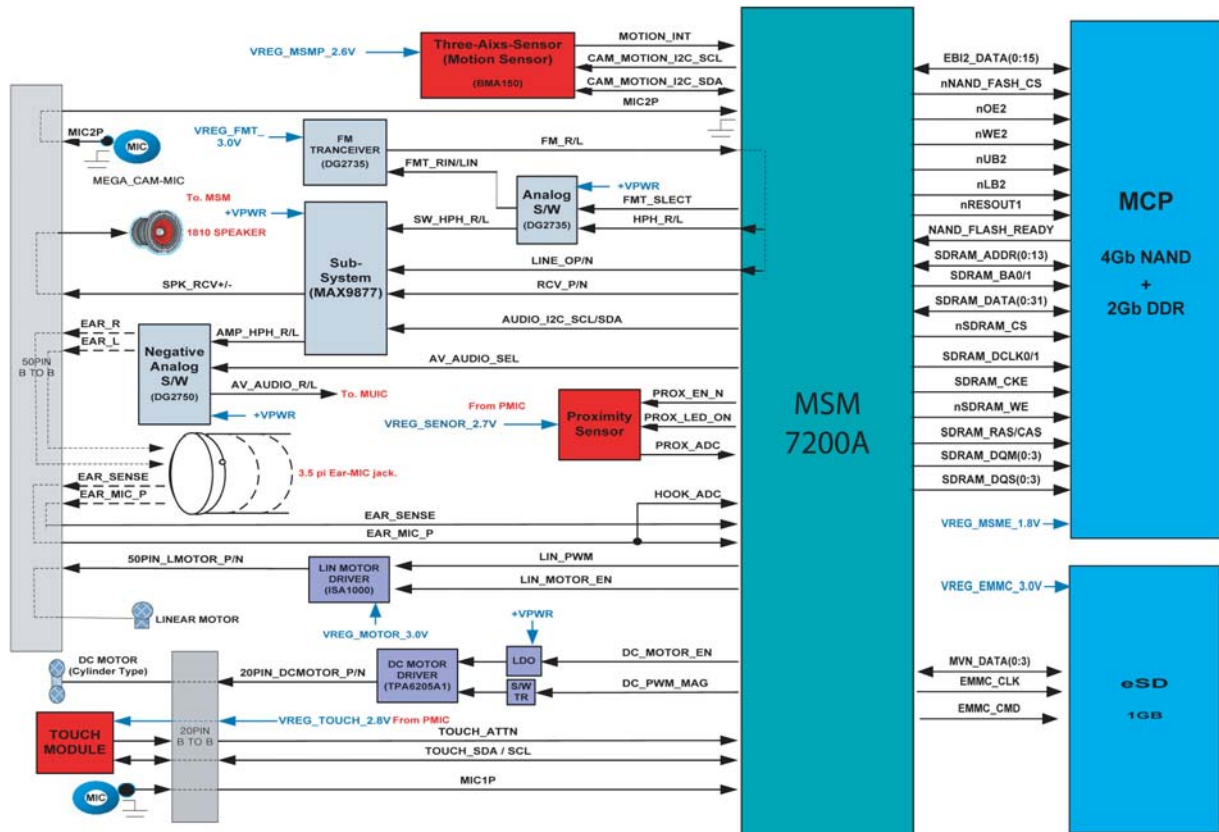 VREG_MSMP_2.6V
Three-Aixs-Sensor
(Motion Sensor)
(BMA150)
MOTION_INT
CAM_MOTION_I2C_SCL
CAM_MOTION_I2C_SDA
MIC2P
MIC2P
MIC
MEGA_CAM-MIC
VREG_FMT_
3.0V
FM
TRANCEIVER
(DG2735)
FM_R/L
FMT_RIN/LIN
Analog
S/W
(DG2735)
+VPWR
FMT_SLECT
HPH_R/L
To. MSM
1810 SPEAKER
+VPWR
SW_HPH_R/L
Sub-
System
(MAX9877)
LINE_OP/N
RCV_P/N
AUDIO_I2C_SCL/SDA
SPK_RCV+/-
50PIN
B TO B
EAR_R
EAR_L
Negative
Analog
S/W
(DG2750)
AMP_HPH_R/L
AV_AUDIO_SEL
AV_AUDIO_R/L
To. MUIC
+VPWR
From PMIC
VREG_SENOR_2.7V
Proximity
Sensor
PROX_EN_N
PROX_LED_ON
PROX_ADC
3.5 pi Ear-MIC jack.
EAR_SENSE
EAR_MIC_P
HOOK_ADC
EAR_SENSE
EAR_MIC_P
50PIN_LMOTOR_P/N
LIN MOTOR
DRIVER
(ISA1000)
LIN_PWM
LIN_MOTOR_EN
LINEAR MOTOR
VREG_MOTOR_3.0V
+VPWR
DC MOTOR
(Cylinder Type)
20PIN_DCMOTOR_P/N
DC MOTOR
DRIVER
(TPA6205A1)
LDO
S/W
TR
DC_MOTOR_EN
DC_PWM_MAG
TOUCH
MODULE
20PIN
B TO B
VREG_TOUCH_2.8V From PMIC
TOUCH_ATTN
TOUCH_SDA / SCL
MIC
MIC1P
MSM
7200A
EBI2_DATA(0:15)
nNAND_FASH_CS
nOE2
nWE2
nUB2
nLB2
nRESOUT1
NAND_FLASH_READY
SDRAM_ADDR(0:13)
SDRAM_BA0/1
SDRAM_DATA(0:31)
nSDRAM_CS
SDRAM_DCLK0/1
SDRAM_CKE
nSDRAM_WE
SDRAM_RAS/CAS
SDRAM_DQM(0:3)
SDRAM_DQS(0:3)
VREG_MSME_1.8V
MCP
4Gb NAND
+
2Gb DDR
VREG_EMMC_3.0V
MVN_DATA(0:3)
EMMC_CLK
EMMC_CMD
eSD
1GB